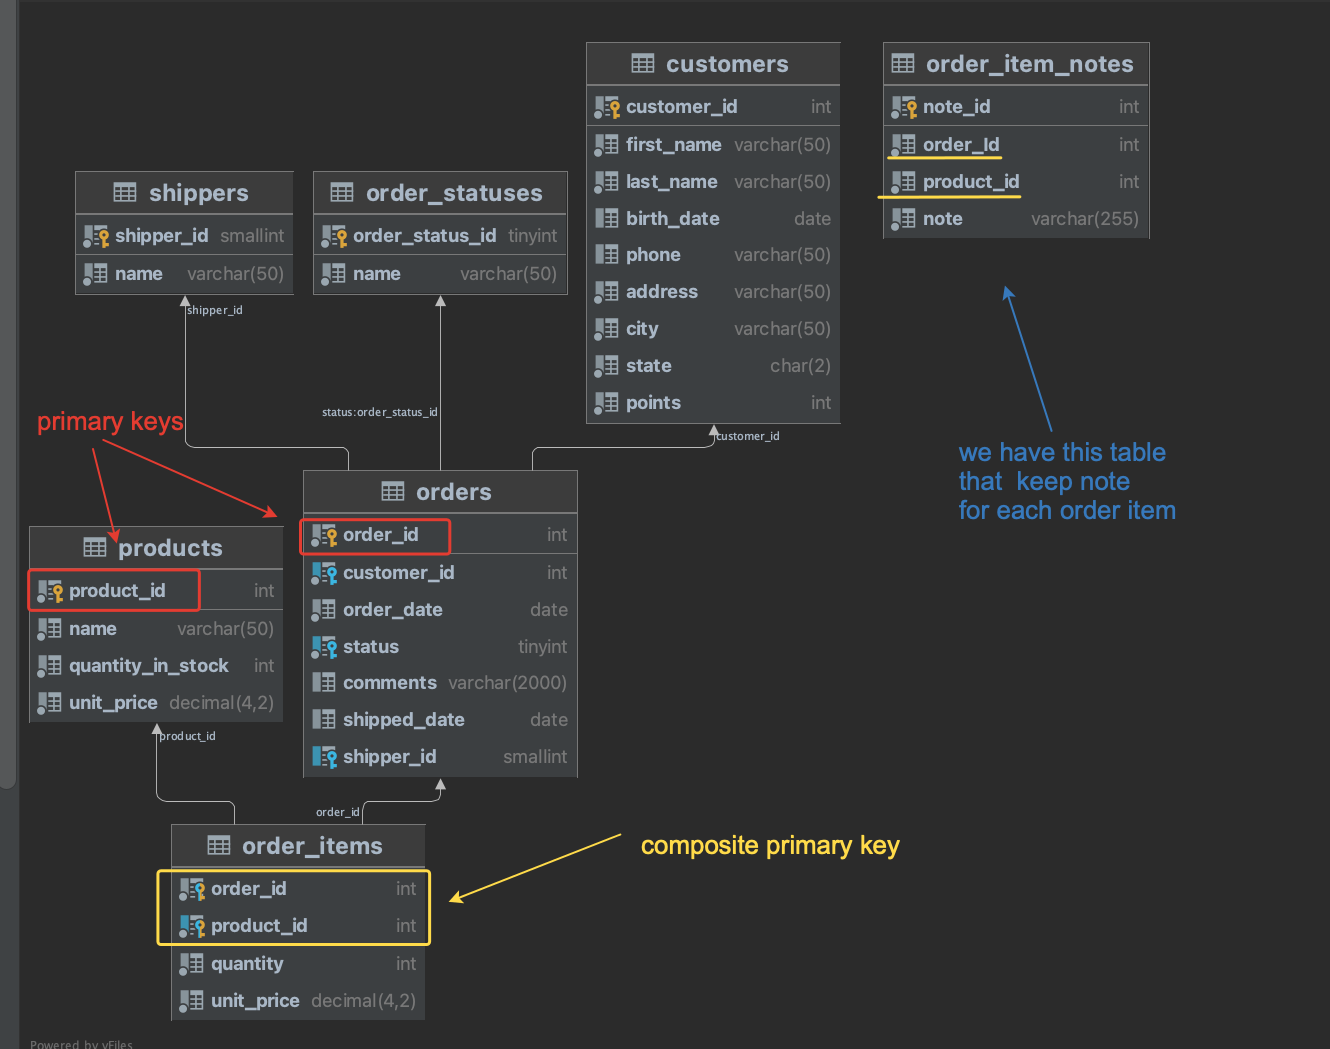 customers
customer_id int
first_name varchar(50)
last_name varchar(50)
birth_date date
phone varchar(50)
address varchar(50)
city varchar(50)
state char(2)
points int
order_item_notes
note_id int
order_Id int
product_id int
note varchar(255)
shippers
shipper_id smallint
name varchar(50)
order_statuses
order_status_id tinyint
name varchar(50)
shipper_id
status:order_status_id
customer_id
primary keys
we have this table
that keep note
for each order item
orders
order_id int
customer_id int
order_date date
status tinyint
comments varchar(2000)
shipped_date date
shipper_id smallint
products
product_id int
name varchar(50)
quantity_in_stock int
unit_price decimal(4,2)
product_id
order_id
order_items
order_id int
product_id int
quantity int
unit_price decimal(4,2)
composite primary key
Powered by yFiles